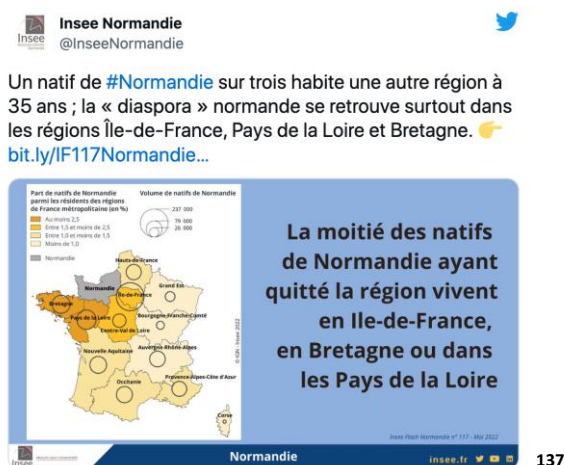 Insee Normandie
@InseeNormandie
Insee
Un natif de #Normandie sur trois habite une autre région à
35 ans ; la « diaspora » normande se retrouve surtout dans
les régions Île-de-France, Pays de la Loire et Bretagne. 👉
bit.ly/IF117Normandie...
Part de natifs de Normandie
parmi les résidents des régions
de France métropolitaine (en %)
Au moins 2,5
Entre 1,5 et moins de 2,5
Entre 1,0 et moins de 1,5
Moins de 1,0
Normandie
Volume de natifs de Normandie
237 000
79 000
26 000
Hauts-de-France
Normandie
Île-de-France
Grand Est
Bretagne
Pays de la Loire
Centre-Val de Loire
Bourgogne-Franche-Comté
Nouvelle-Aquitaine
Auvergne-Rhône-Alpes
Occitanie
Provence-Alpes-Côte d'Azur
Corse
© IGN - Insee 2022
La moitié des natifs
de Normandie ayant
quitté la région vivent
en Ile-de-France,
en Bretagne ou dans
les Pays de la Loire
Insee Flash Normandie n° 117 - Mai 2022
Insee
Normandie
insee.fr
137